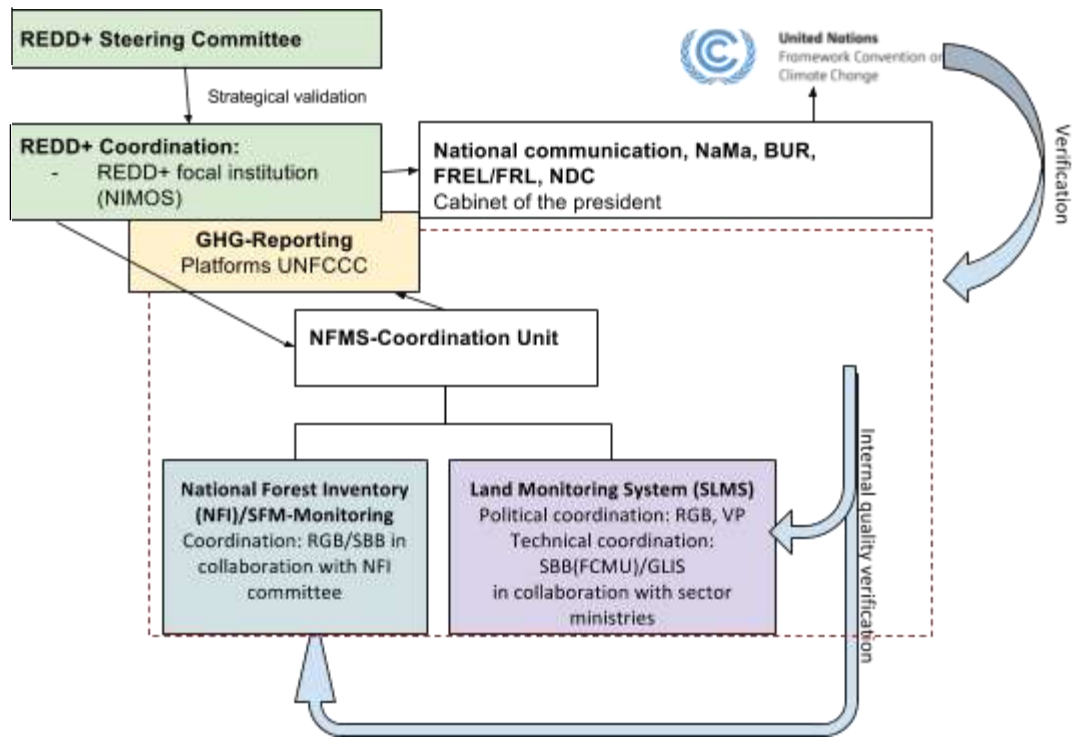 REDD+ Steering Committee
Strategical validation
United Nations
Framework Convention on
Climate Change
REDD+ Coordination:
- REDD+ focal institution
(NIMOS)
National communication, NaMa, BUR,
FREL/FRL, NDC
Cabinet of the president
Verification
GHG-Reporting
Platforms UNFCCC
NFMS-Coordination Unit
National Forest Inventory
(NFI)/SFM-Monitoring
Coordination: RGB/SBB in
collaboration with NFI
committee
Land Monitoring System (SLMS)
Political coordination: RGB, VP
Technical coordination:
SBB(FCMU)/GLIS
in collaboration with sector
ministries
Internal quality verification